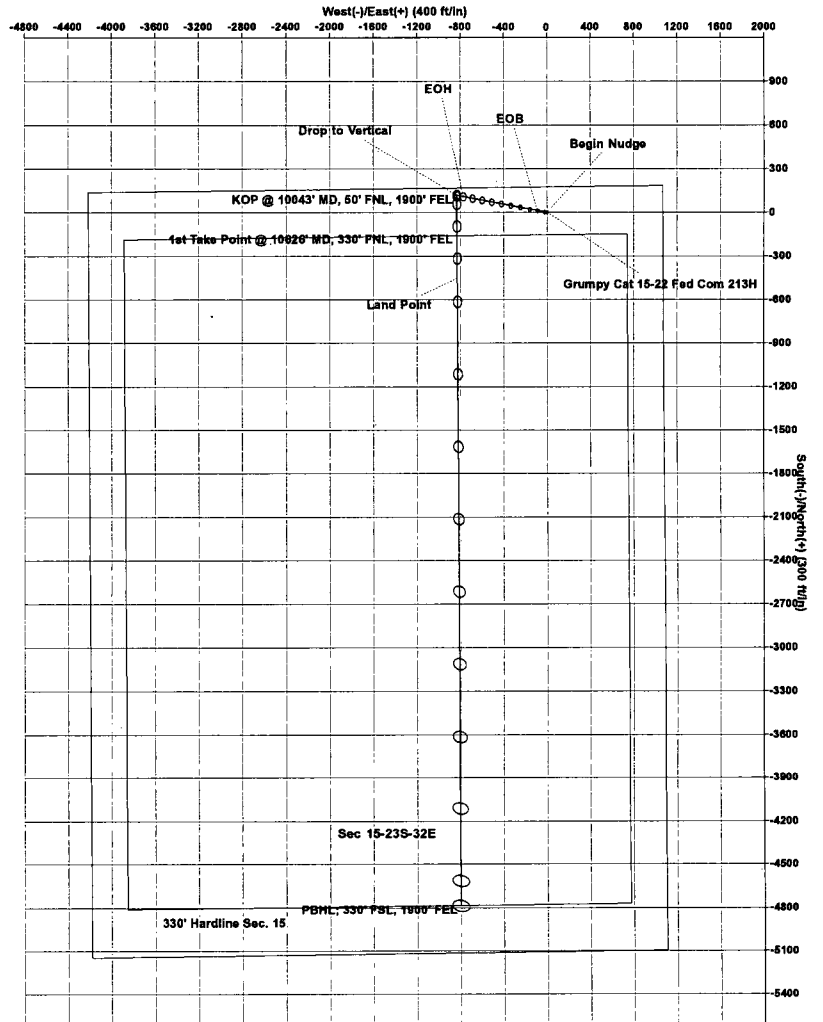 West(-)/East(+) (400 ft/in)
-4800 -4400 -4000 -3600 -3200 -2800 -2400 -2000 -1600 -1200 -800 -400 0 400 800 1200 1600 2000
900
EOH
600
EOB
Drop to Vertical
Begin Nudge
300
KOP @ 10043' MD, 50' FNL, 1900' FEL
0
1st Take Point @ 10626' MD, 330' FNL, 1900' FEL
-300
Grumpy Cat 15-22 Fed Com 213H
-600
Land Point
-900
-1200
-1500
-1800
South(-)/North(+) (300 ft/in)
-2100
-2400
-2700
-3000
-3300
-3600
-3900
-4200
Sec 15-23S-32E
-4500
-4800
PBHL; 330' FSL, 1900' FEL
330' Hardline Sec. 15
-5100
-5400